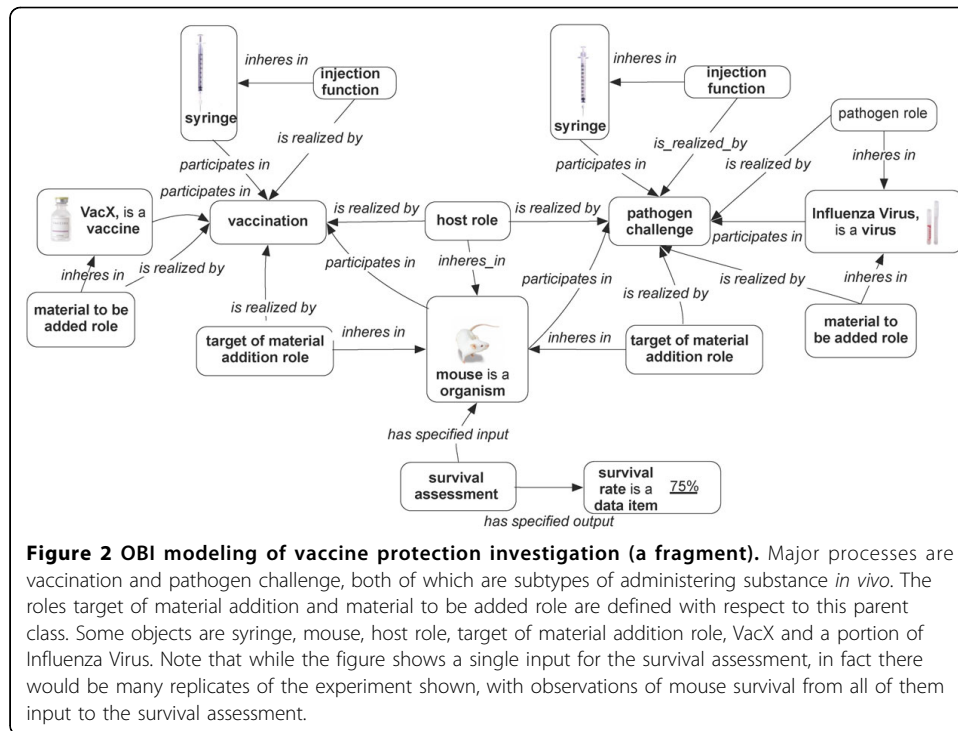 inheres in
injection
function
syringe
is realized by
participates in
participates in
VacX, is a
vaccine
vaccination
is realized by
inheres in
is realized by
material to be
added role
is realized by
target of material
addition role
inheres in
host role
inheres_in
participates in
is realized by
inheres in
injection
function
syringe
is_realized_by
participates in
pathogen role
is realized by
inheres in
pathogen
challenge
Influenza Virus,
is a virus
participates in
participates in
is realized by
is realized by
inheres in
material to
be added role
inheres in
target of material
addition role
mouse is a
organism
has specified input
survival
assessment
survival
rate is a
data item
75%
has specified output
Figure 2 OBI modeling of vaccine protection investigation (a fragment). Major processes are
vaccination and pathogen challenge, both of which are subtypes of administering substance in vivo. The
roles target of material addition and material to be added role are defined with respect to this parent
class. Some objects are syringe, mouse, host role, target of material addition role, VacX and a portion of
Influenza Virus. Note that while the figure shows a single input for the survival assessment, in fact there
would be many replicates of the experiment shown, with observations of mouse survival from all of them
input to the survival assessment.